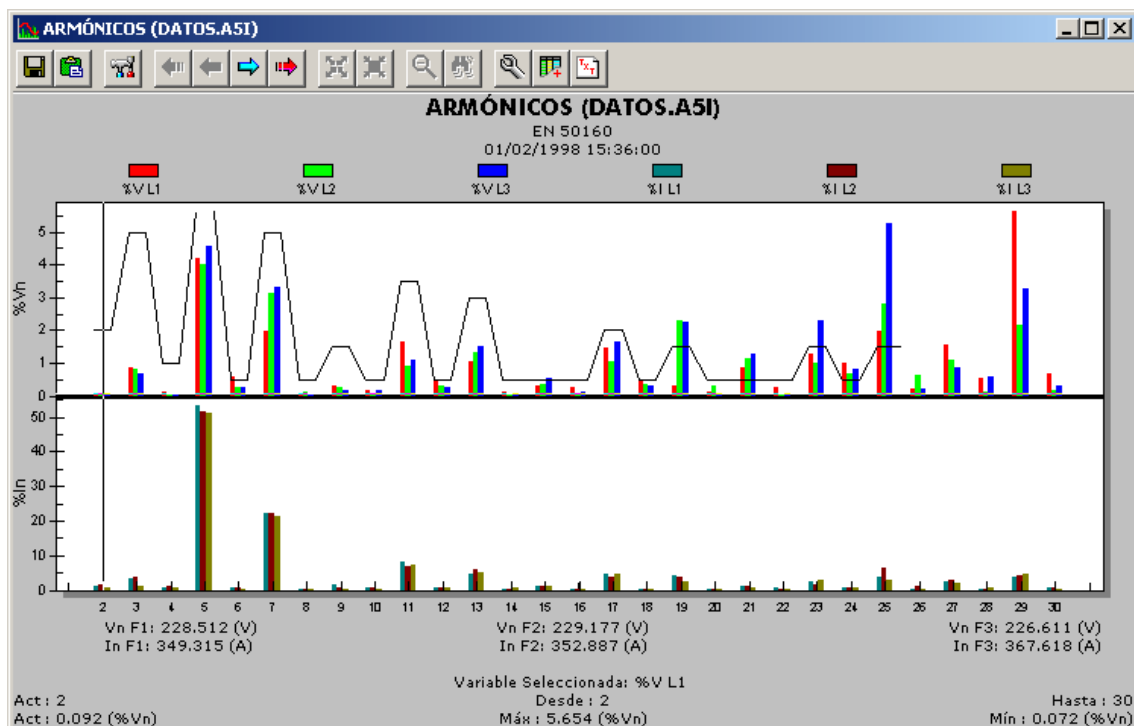 ARMÓNICOS (DATOS.A5I)
TXT
ARMÓNICOS (DATOS.A5I)
EN 50160
01/02/1998 15:36:00
%V L1 %V L2 %V L3 %I L1 %I L2 %I L3
%Vn
5
4
3
2
1
0
%In
50
40
30
20
10
0
2 3 4 5 6 7 8 9 10 11 12 13 14 15 16 17 18 19 20 21 22 23 24 25 26 27 28 29 30
Vn F1: 228.512 (V) Vn F2: 229.177 (V) Vn F3: 226.611 (V)
In F1: 349.315 (A) In F2: 352.887 (A) In F3: 367.618 (A)
Variable Seleccionada: %V L1
Act : 2 Desde : 2 Hasta : 30
Act : 0.092 (%Vn) Máx : 5.654 (%Vn) Mín : 0.072 (%Vn)